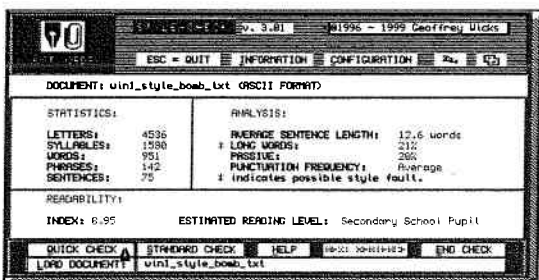 v. 3.01 ©1996 - 1999 Geoffrey Wicks
ESC = QUIT INFORMATION CONFIGURATION
DOCUMENT: win1_style_bomb_txt (ASCII FORMAT)
STATISTICS: ANALYSIS:
LETTERS: 4536 AVERAGE SENTENCE LENGTH: 12.6 words
SYLLABLES: 1580 * LONG WORDS: 21%
WORDS: 951 PASSIVE: 20%
PHRASES: 142 PUNCTUATION FREQUENCY: Average
SENTENCES: 75 * indicates possible style fault.
READABILITY:
INDEX: 8.95 ESTIMATED READING LEVEL: Secondary School Pupil
QUICK CHECK STANDARD CHECK HELP END CHECK
LOAD DOCUMENT: win1_style_bomb_txt